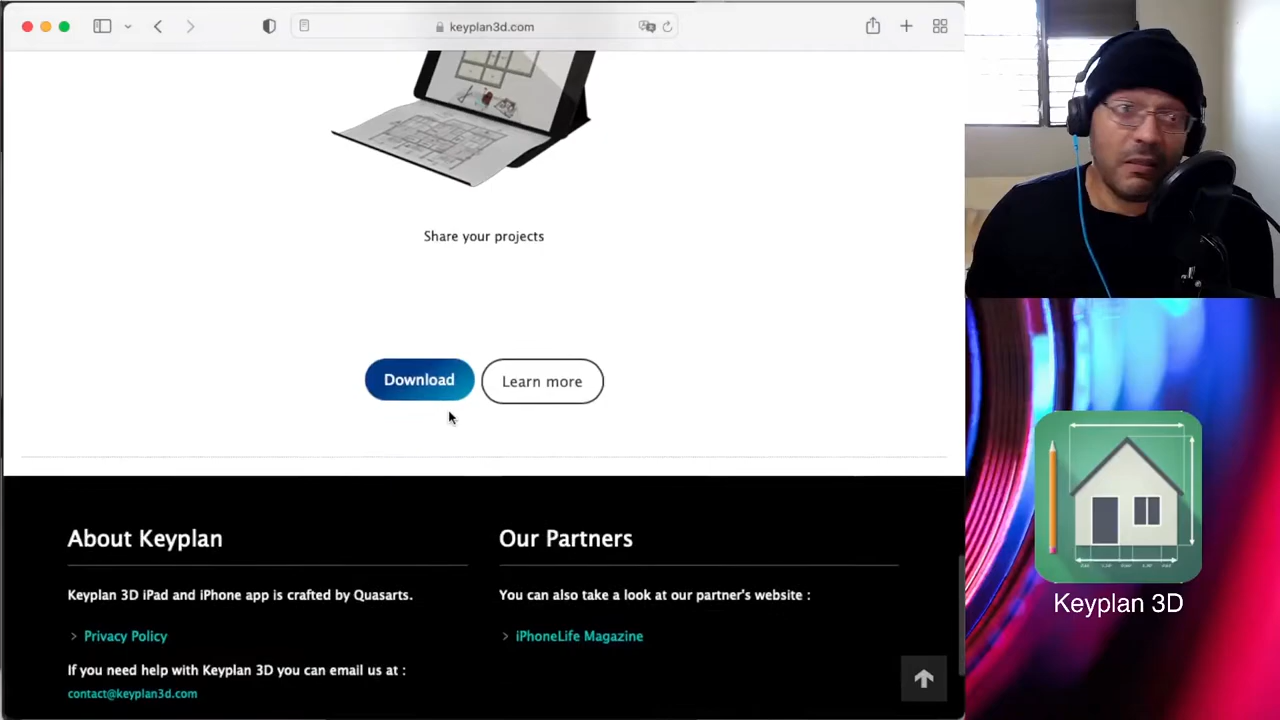 keyplan3d.com
Share your projects
Download
Learn more
About Keyplan
Keyplan 3D iPad and iPhone app is crafted by Quasarts.
Privacy Policy
If you need help with Keyplan 3D you can email us at :
contact@keyplan3d.com
Our Partners
You can also take a look at our partner's website :
iPhoneLife Magazine
Keyplan 3D